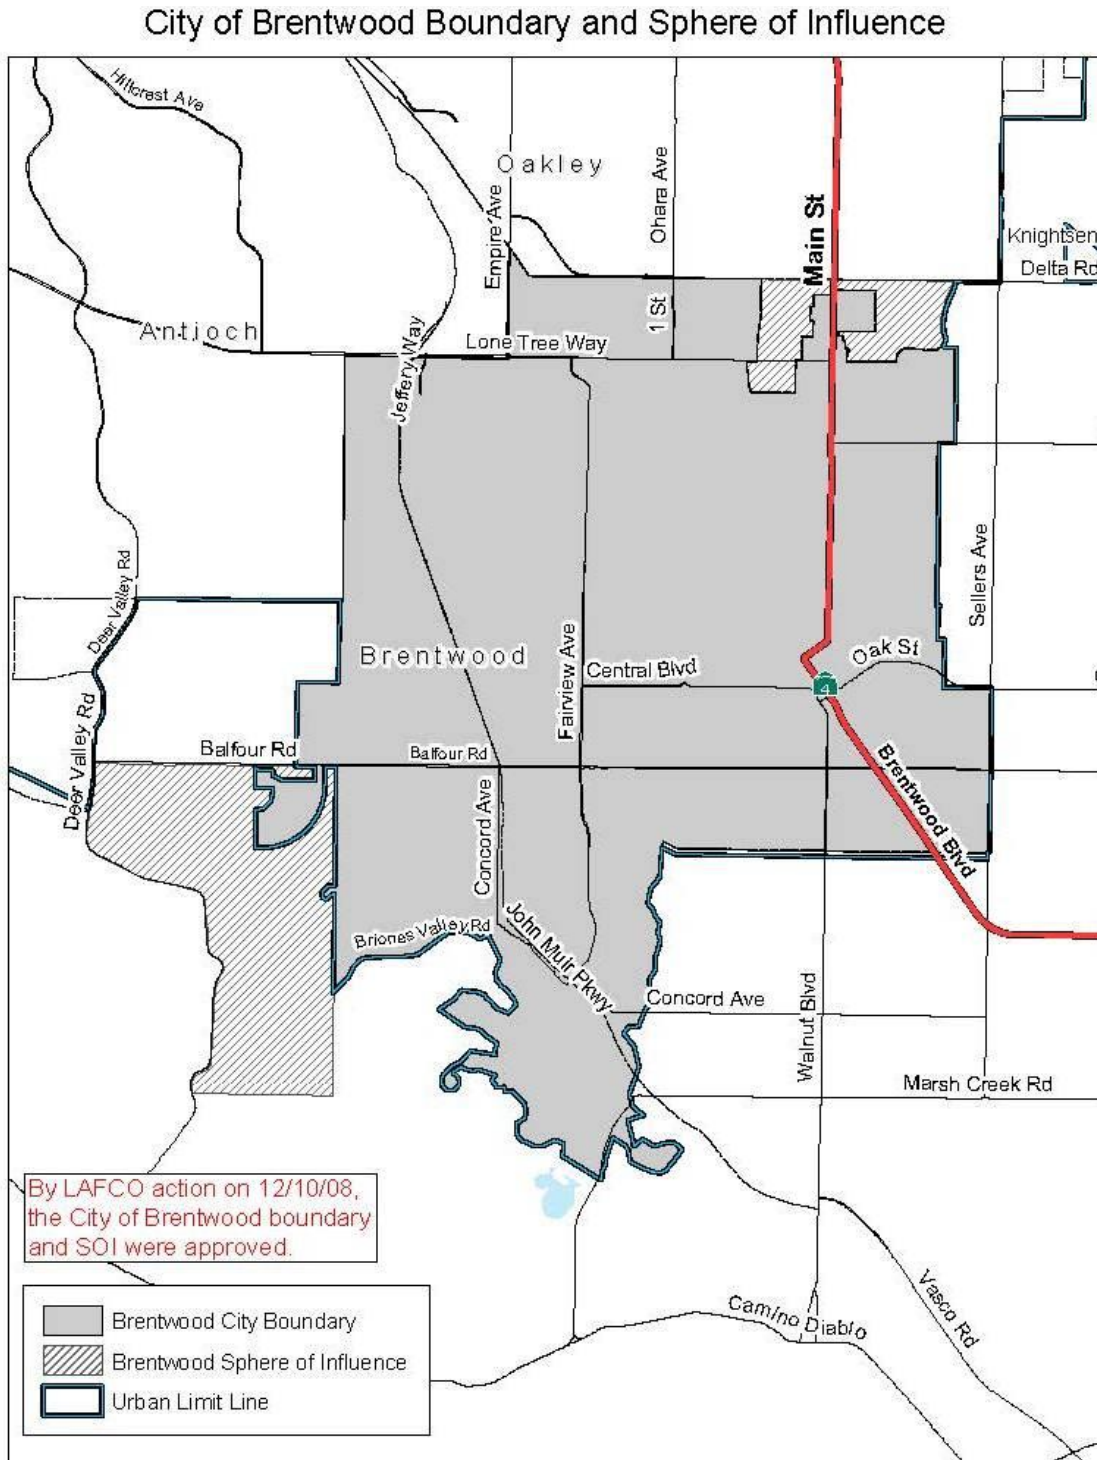 City of Brentwood Boundary and Sphere of Influence
Hillcrest Ave
Oakley
Empire Ave
Ohara Ave
Main St
Knightsen
Delta Rd
1 St
Antioch
Lone Tree Way
Jeffery Way
Sellers Ave
Deer Valley Rd
Brentwood
Fairview Ave
Central Blvd
Oak St
4
Deer Valley Rd
Balfour Rd
Balfour Rd
Brentwood Blvd
Concord Ave
John Muir Pkwy
Briones Valley Rd
Concord Ave
Walnut Blvd
Marsh Creek Rd
By LAFCO action on 12/10/08,
the City of Brentwood boundary
and SOI were approved.
Vasco Rd
Camino Diablo
Brentwood City Boundary
Brentwood Sphere of Influence
Urban Limit Line